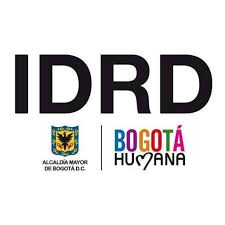 IDRD
ALCALDÍA MAYOR
DE BOGOTÁ D.C.
BOGOTÁ
HUMANA